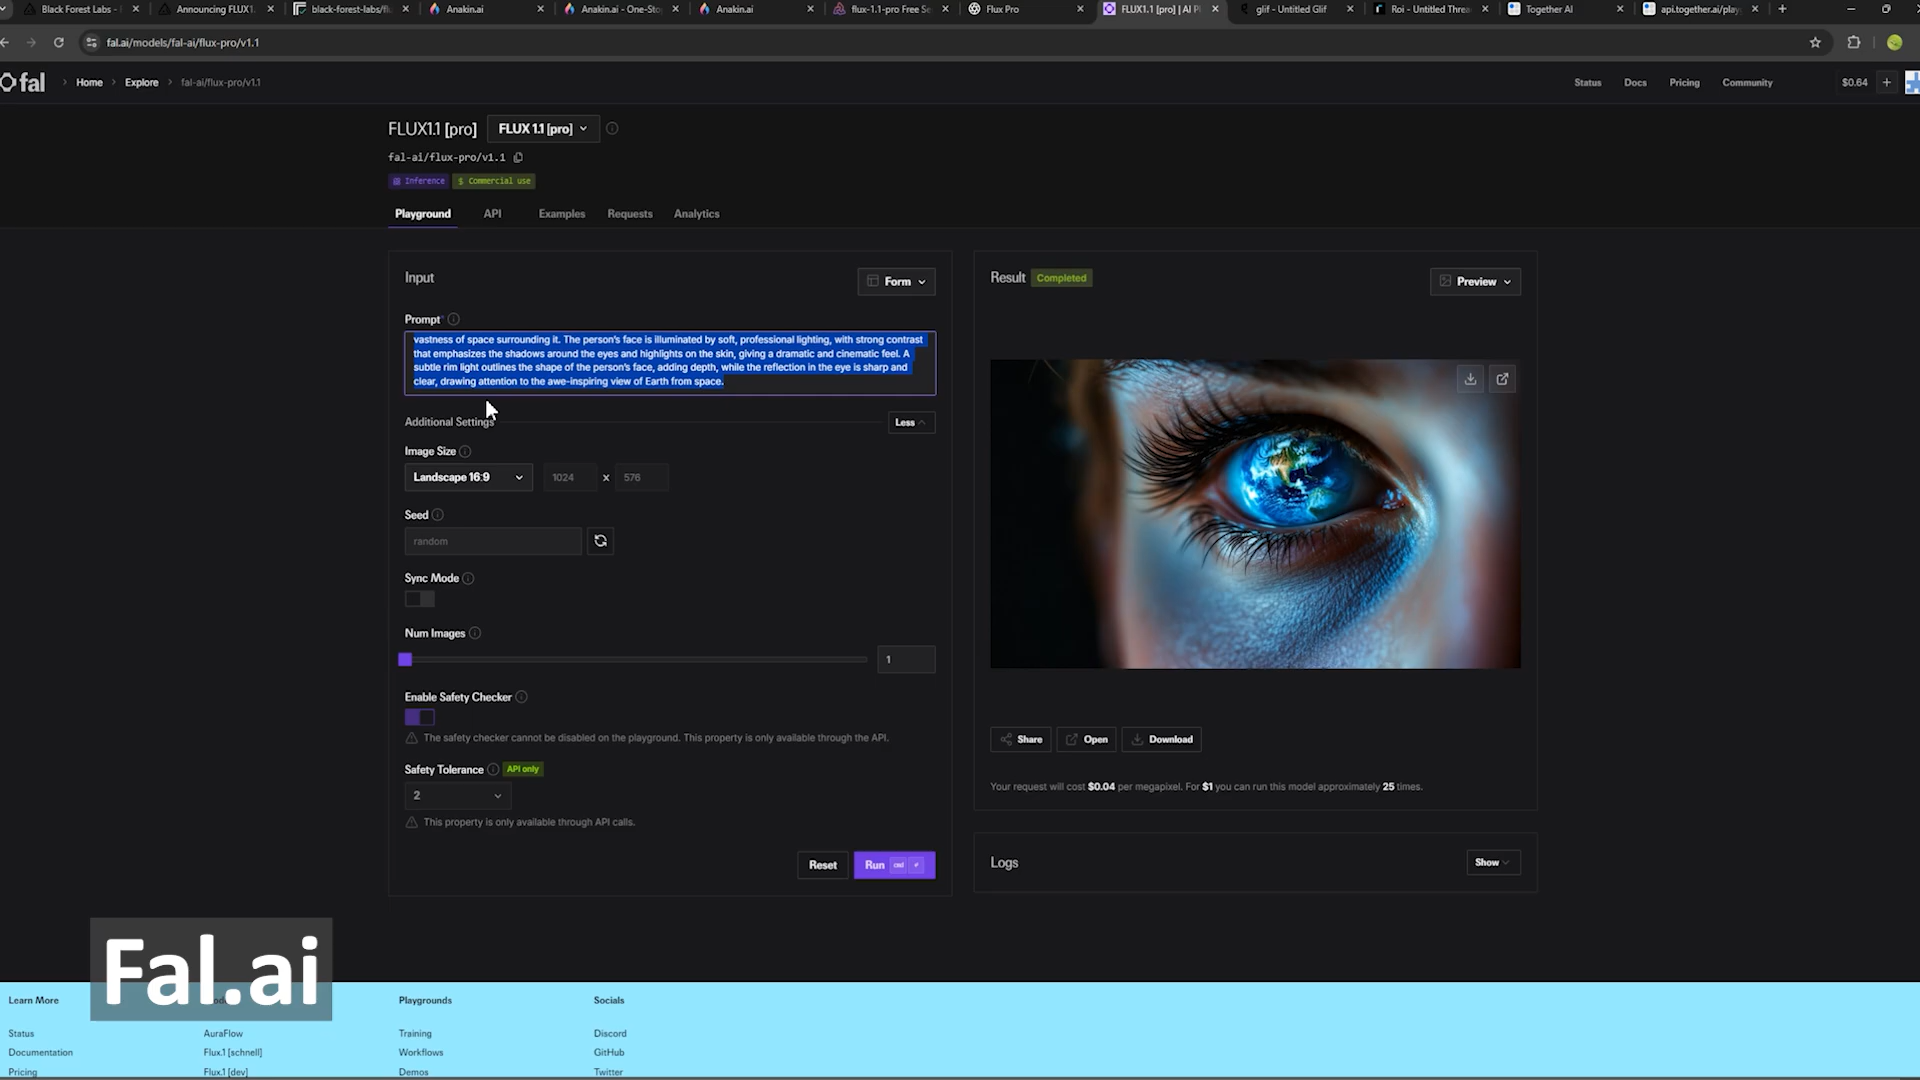 Black Forest Labs -
Announcing FLUX1.
black-forest-labs/flu
Anakin.ai
Anakin.ai - One-Sto
Anakin.ai
flux-1.1-pro Free Se
Flux Pro
FLUX1.1 [pro] | AI Pl
glif - Untitled Glif
Roi - Untitled Threa
Together AI
api.together.ai/play
fal.ai/models/fal-ai/flux-pro/v1.1
fal
Home
Explore
fal-ai/flux-pro/v1.1
Status
Docs
Pricing
Community
$0.64
FLUX1.1 [pro]
FLUX 1.1 [pro]
fal-ai/flux-pro/v1.1
Inference
$ Commercial use
Playground
API
Examples
Requests
Analytics
Input
Form
Prompt*
vastness of space surrounding it. The person's face is illuminated by soft, professional lighting, with strong contrast
that emphasizes the shadows around the eyes and highlights on the skin, giving a dramatic and cinematic feel. A
subtle rim light outlines the shape of the person's face, adding depth, while the reflection in the eye is sharp and
clear, drawing attention to the awe-inspiring view of Earth from space.
Additional Settings
Less
Image Size
Landscape 16:9
1024
x
576
Seed
random
Sync Mode
Num Images
1
Enable Safety Checker
The safety checker cannot be disabled on the playground. This property is only available through the API.
Safety Tolerance
API only
2
This property is only available through API calls.
Reset
Run
cmd
Result
Completed
Preview
Share
Open
Download
Your request will cost $0.04 per megapixel. For $1 you can run this model approximately 25 times.
Logs
Show
Fal.ai
Learn More
Playgrounds
Socials
Status
AuraFlow
Training
Discord
Documentation
Flux.1 [schnell]
Workflows
GitHub
Pricing
Flux.1 [dev]
Demos
Twitter